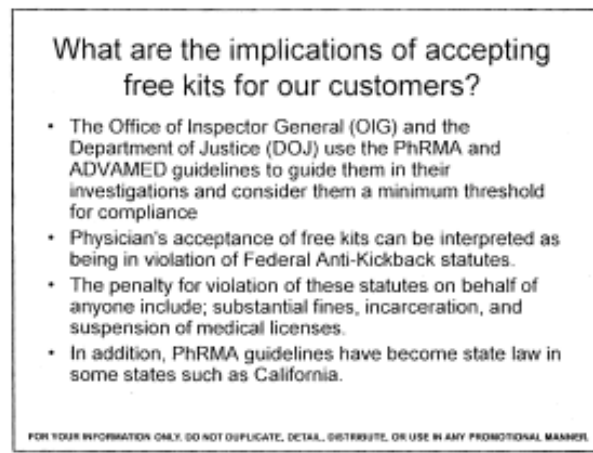 What are the implications of accepting
free kits for our customers?
• The Office of Inspector General (OIG) and the
Department of Justice (DOJ) use the PhRMA and
ADVAMED guidelines to guide them in their
investigations and consider them a minimum threshold
for compliance
• Physician's acceptance of free kits can be interpreted as
being in violation of Federal Anti-Kickback statutes.
• The penalty for violation of these statutes on behalf of
anyone include; substantial fines, incarceration, and
suspension of medical licenses.
• In addition, PhRMA guidelines have become state law in
some states such as California.
FOR YOUR INFORMATION ONLY. DO NOT DUPLICATE, DETAIL, DISTRIBUTE, OR USE IN ANY PROMOTIONAL MANNER.